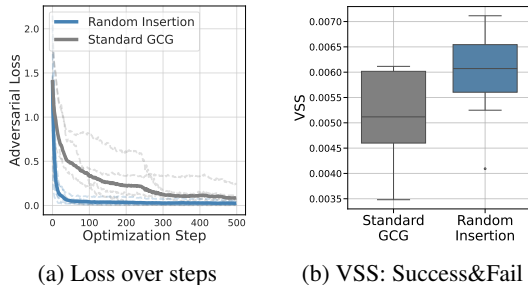 Random Insertion
Standard GCG
Adversarial Loss
2.0
1.5
1.0
0.5
0.0
0
100
200
300
400
500
Optimization Step
(a) Loss over steps
VSS
0.0070
0.0065
0.0060
0.0055
0.0050
0.0045
0.0040
0.0035
Standard
GCG
Random
Insertion
(b) VSS: Success&Fail